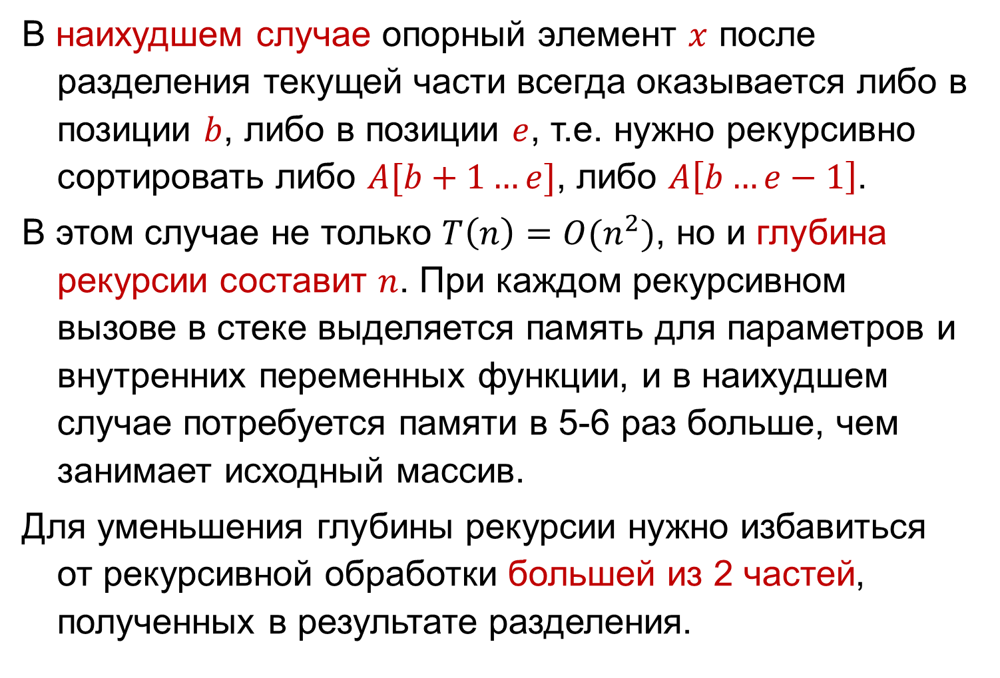 В наихудшем случае опорный элемент x после
разделения текущей части всегда оказывается либо в
позиции b, либо в позиции e, т.е. нужно рекурсивно
сортировать либо A[b + 1 … e], либо A[b … e − 1].
В этом случае не только T(n) = O(n²), но и глубина
рекурсии составит n. При каждом рекурсивном
вызове в стеке выделяется память для параметров и
внутренних переменных функции, и в наихудшем
случае потребуется памяти в 5-6 раз больше, чем
занимает исходный массив.
Для уменьшения глубины рекурсии нужно избавиться
от рекурсивной обработки большей из 2 частей,
полученных в результате разделения.